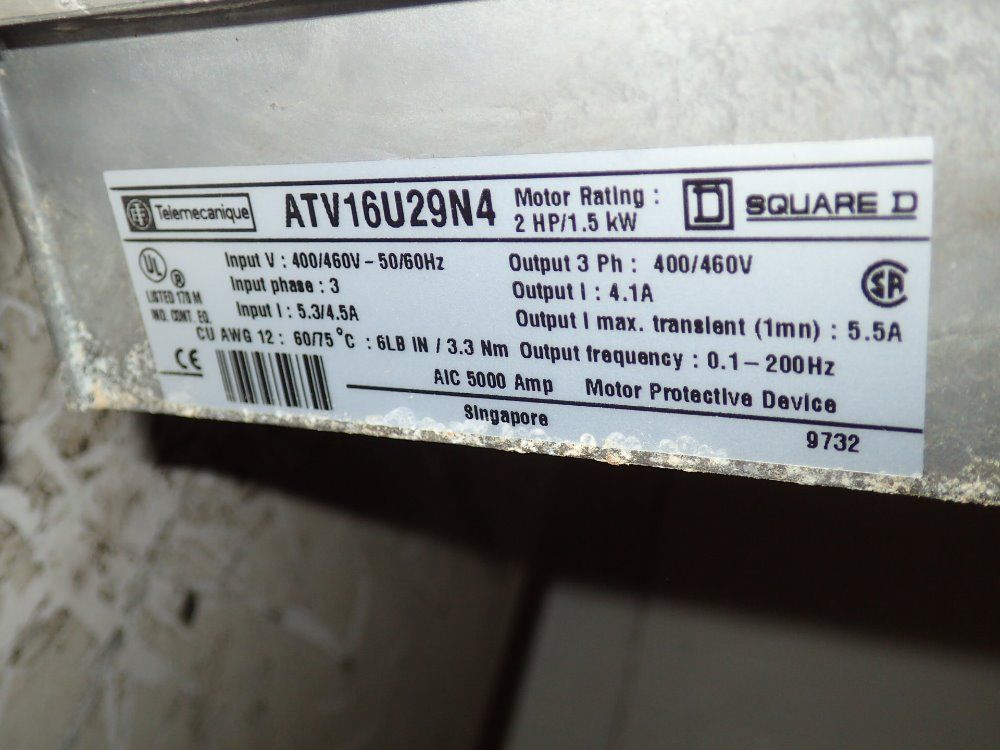 Telemecanique ATV16U29N4 Motor Rating : 2 HP/1.5 kW D SQUARE D
UL ® LISTED 178 M IND. CONT. EQ.
Input V : 400/460V – 50/60Hz
Input phase : 3
Input I : 5.3/4.5A
CU AWG 12 : 60/75 °C : 6LB IN / 3.3 Nm
Output 3 Ph : 400/460V
Output I : 4.1A
Output I max. transient (1mn) : 5.5A
Output frequency : 0.1 – 200Hz
SA
CE
AIC 5000 Amp Motor Protective Device
Singapore
9732